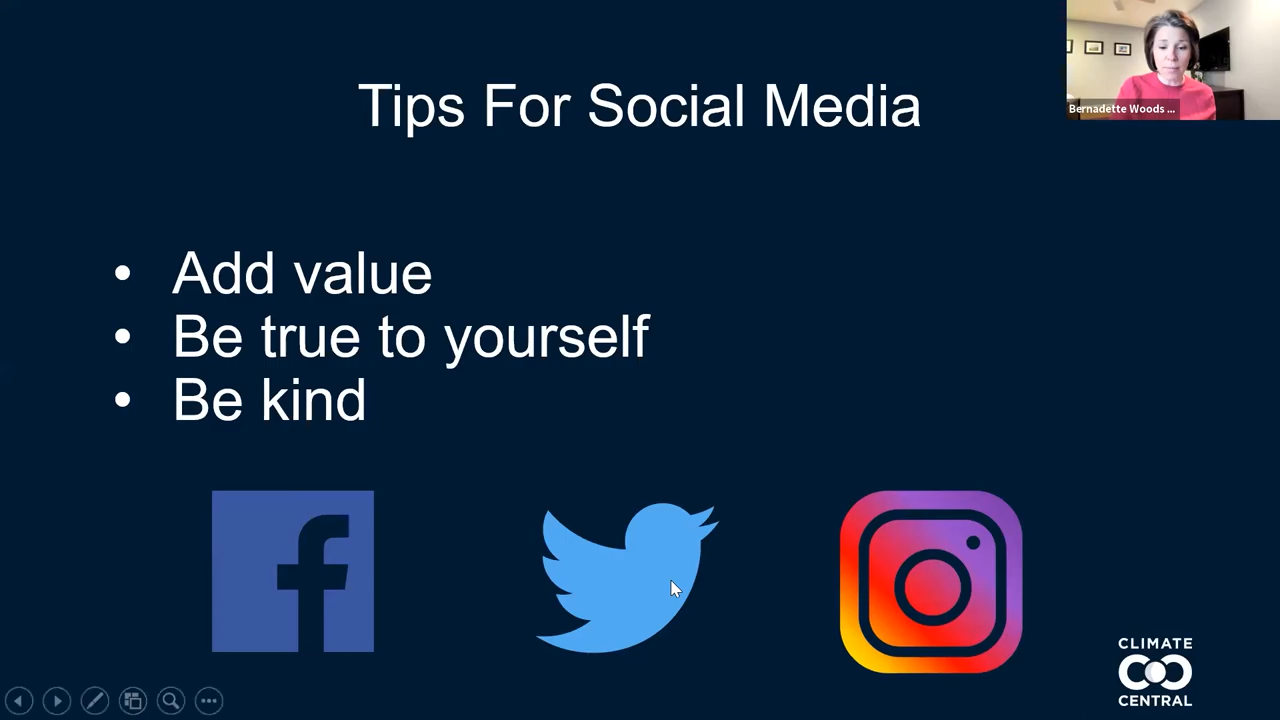 Tips For Social Media
Bernadette Woods ...
• Add value
• Be true to yourself
• Be kind
CLIMATE
CENTRAL